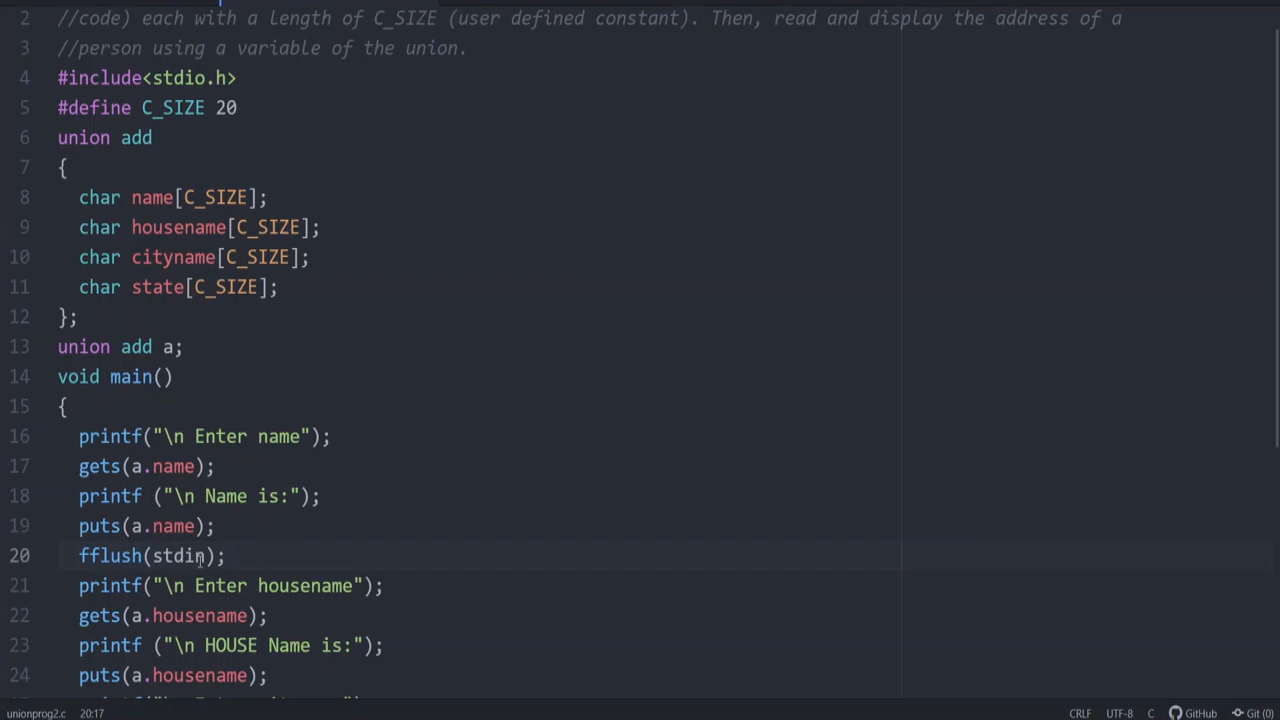 2 //code) each with a length of C_SIZE (user defined constant). Then, read and display the address of a
3 //person using a variable of the union.
4 #include<stdio.h>
5 #define C_SIZE 20
6 union add
7 {
8 char name[C_SIZE];
9 char housename[C_SIZE];
10 char cityname[C_SIZE];
11 char state[C_SIZE];
12 };
13 union add a;
14 void main()
15 {
16 printf("\n Enter name");
17 gets(a.name);
18 printf ("\n Name is:");
19 puts(a.name);
20 fflush(stdin);
21 printf("\n Enter housename");
22 gets(a.housename);
23 printf ("\n HOUSE Name is:");
24 puts(a.housename);
unionprog2.c 20:17 CRLF UTF-8 C GitHub Git (0)